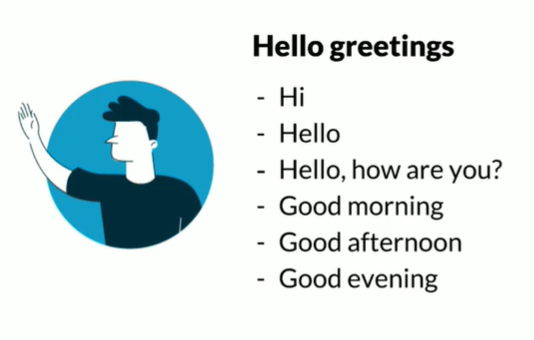 Hello greetings
- Hi
- Hello
- Hello, how are you?
- Good morning
- Good afternoon
- Good evening